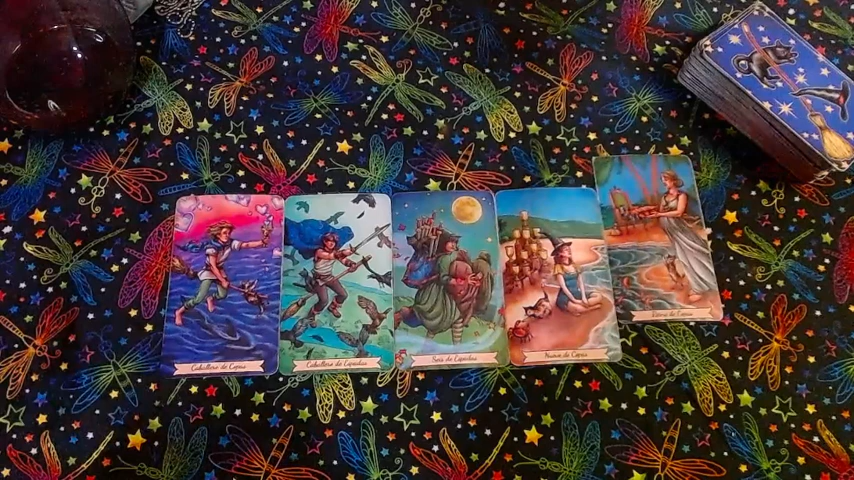 Caballero de Copas
Caballero de Espadas
Seis de Espadas
Nueve de Copas
Reina de Copas